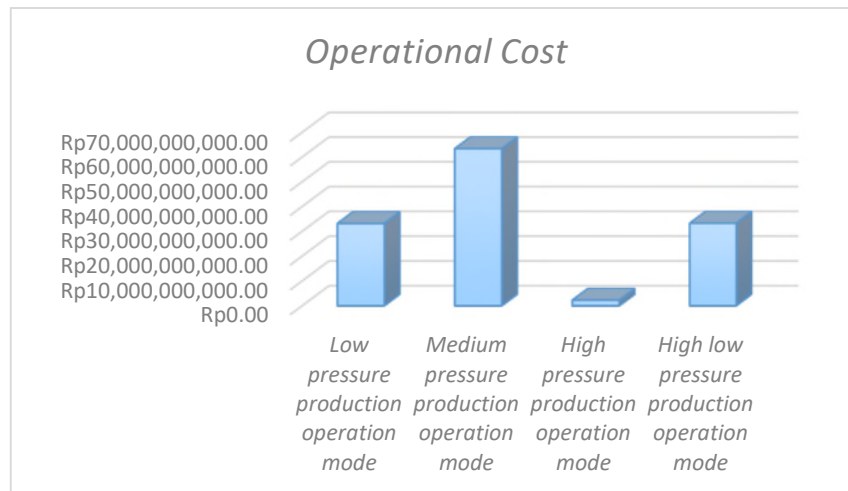 Operational Cost
Rp70,000,000,000.00
Rp60,000,000,000.00
Rp50,000,000,000.00
Rp40,000,000,000.00
Rp30,000,000,000.00
Rp20,000,000,000.00
Rp10,000,000,000.00
Rp0.00
Low
pressure
production
operation
mode
Medium
pressure
production
operation
mode
High
pressure
production
operation
mode
High low
pressure
production
operation
mode